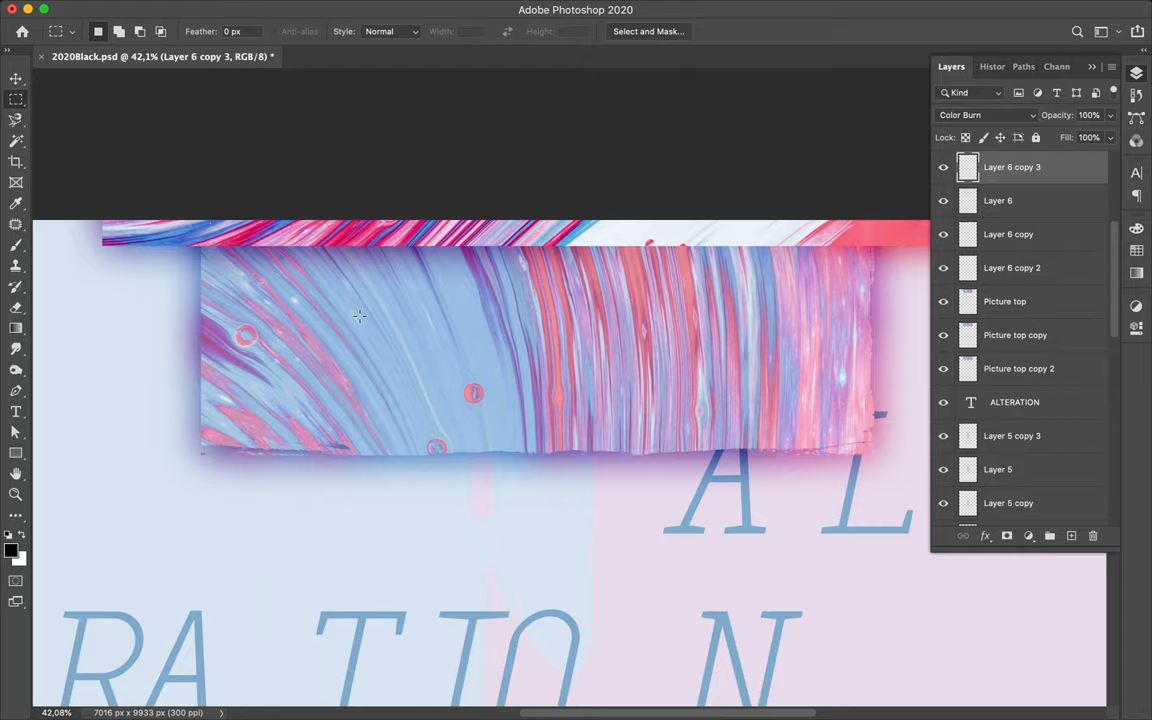 Adobe Photoshop 2020
Feather: 0 px
Anti-alias
Style: Normal
Width:
Height:
Select and Mask...
2020Black.psd @ 42,1% (Layer 6 copy 3, RGB/8) *
Layers
Histor
Paths
Chann
Kind
Color Burn
Opacity: 100%
Lock:
Fill: 100%
Layer 6 copy 3
Layer 6
Layer 6 copy
Layer 6 copy 2
Picture top
Picture top copy
Picture top copy 2
ALTERATION
Layer 5 copy 3
Layer 5
Layer 5 copy
A L
RA T IO N
42,08%
7016 px x 9933 px (300 ppi)